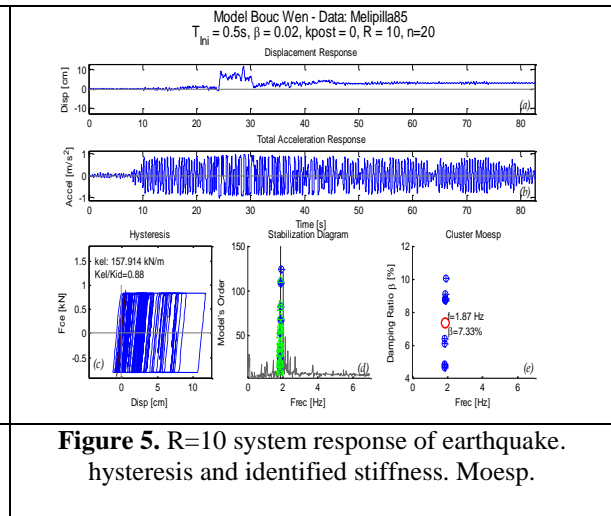 Model Bouc Wen - Data: Melipilla85
T_Ini = 0.5s, β = 0.02, kpost = 0, R = 10, n=20
Displacement Response
Disp [cm]
10
0
-10
(a)
0 10 20 30 40 50 60 70 80
Total Acceleration Response
Accel [m/s²]
1
0
-1
(b)
0 10 20 30 40 50 60 70 80
Time [s]
Hysteresis
Fce [kN]
1.5
1
0.5
0
-0.5
kel: 157.914 kN/m
Kel/Kid=0.88
(c)
0 5 10
Disp [cm]
Stabilization Diagram
Model's Order
150
100
50
(d)
0 2 4 6
Frec [Hz]
Cluster Moesp
Damping Ratio β [%]
12
10
8
6
4
f=1.87 Hz
β=7.33%
(e)
0 2 4 6
Frec [Hz]
Figure 5. R=10 system response of earthquake.
hysteresis and identified stiffness. Moesp.